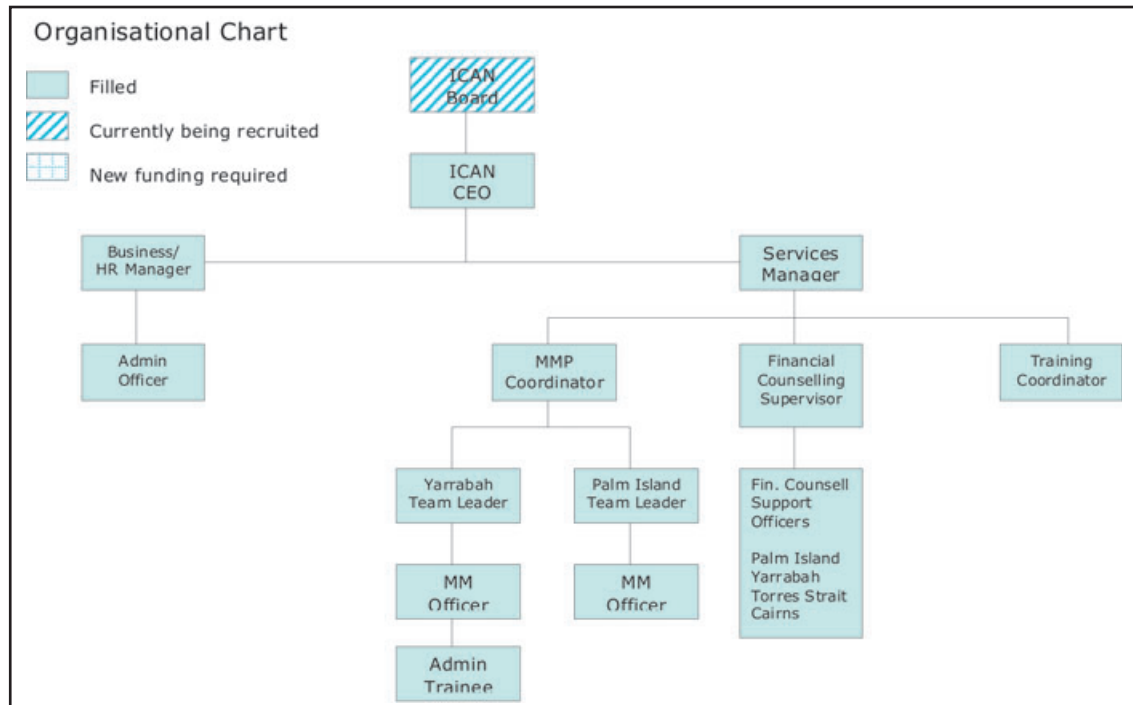 Organisational Chart
Filled
Currently being recruited
New funding required
ICAN
Board
ICAN
CEO
Business/
HR Manager
Services
Manager
Admin
Officer
MMP
Coordinator
Financial
Counselling
Supervisor
Training
Coordinator
Yarrabah
Team Leader
Palm Island
Team Leader
Fin. Counsell
Support
Officers
Palm Island
Yarrabah
Torres Strait
Cairns
MM
Officer
MM
Officer
Admin
Trainee